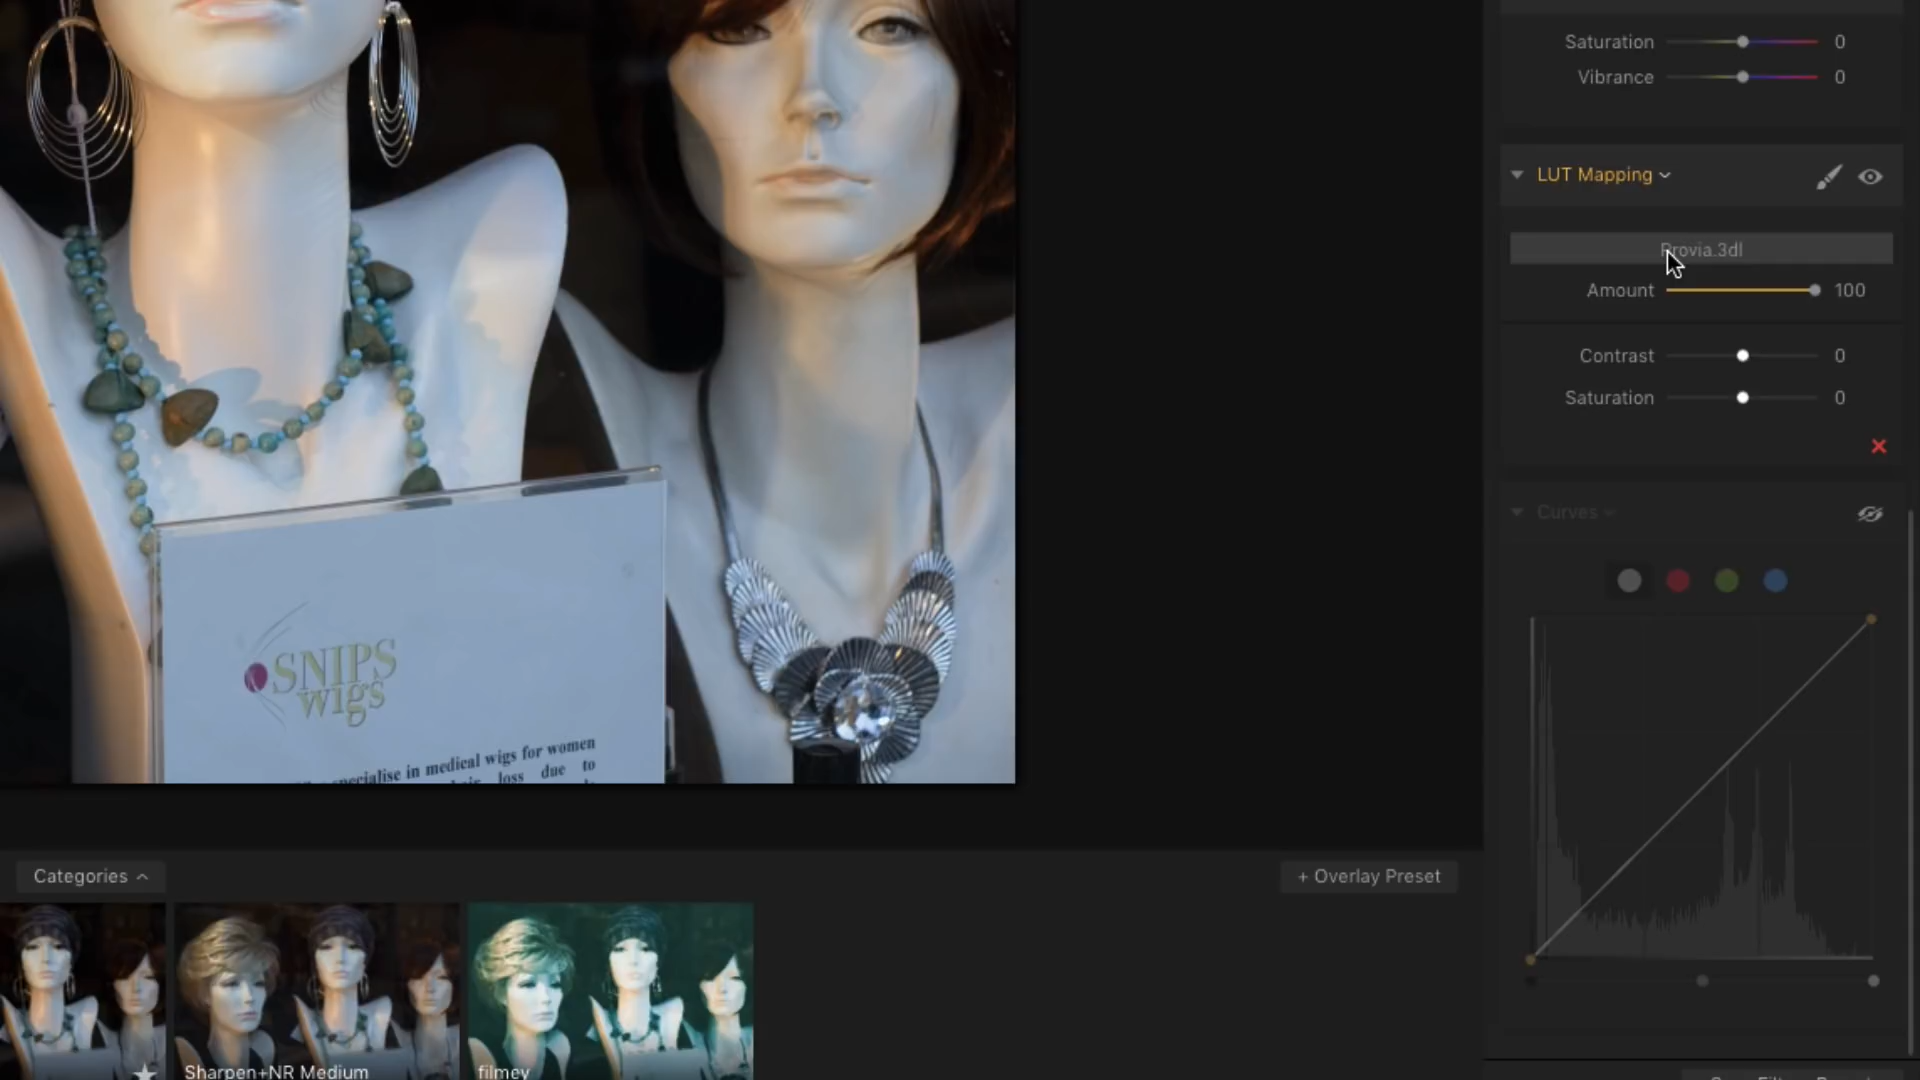 Saturation 0
Vibrance 0
LUT Mapping
Provia.3dl
Amount 100
Contrast 0
Saturation 0
Curves
SNIPS
wigs
specialise in medical wigs for women
hair loss due to
Categories
+ Overlay Preset
Sharpen+NR Medium
filmey